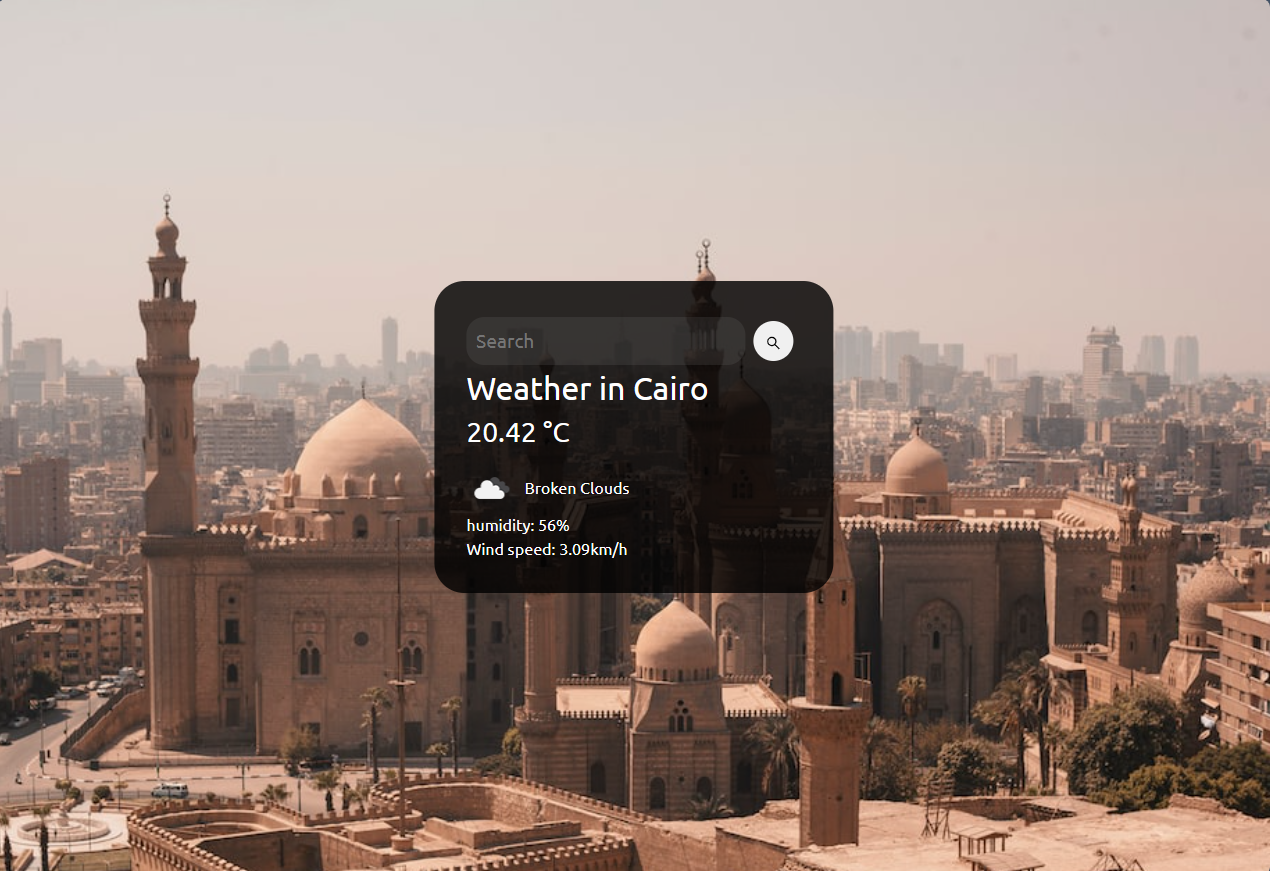 Search
Weather in Cairo
20.42 °C
Broken Clouds
humidity: 56%
Wind speed: 3.09km/h